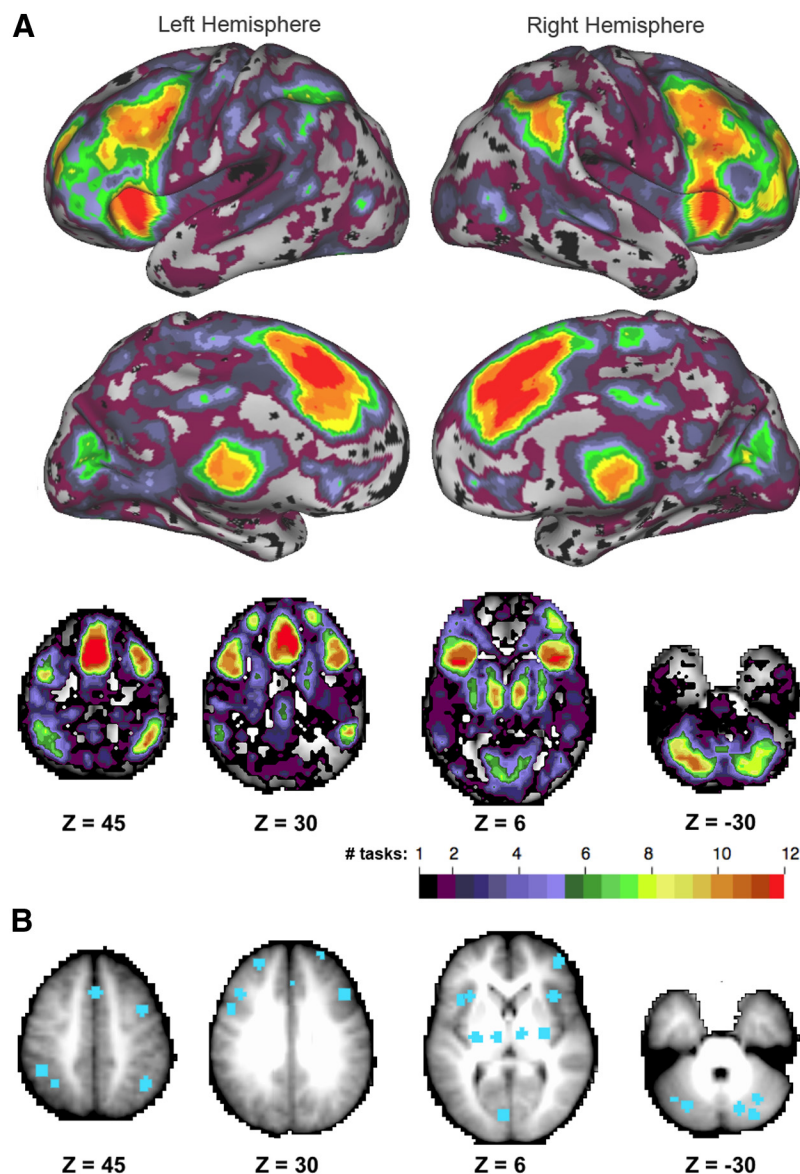 A
Left Hemisphere Right Hemisphere
Z = 45 Z = 30 Z = 6 Z = -30
# tasks: 1 2 4 6 8 10 12
B
Z = 45 Z = 30 Z = 6 Z = -30